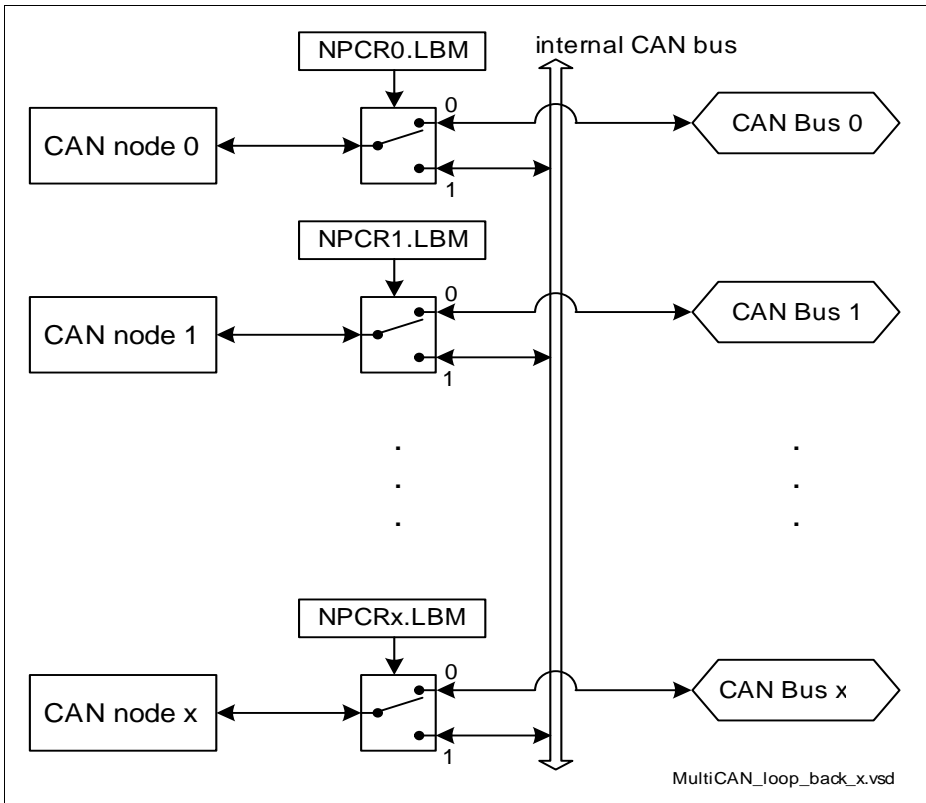 NPCR0.LBM
internal CAN bus
CAN node 0
0
1
CAN Bus 0
NPCR1.LBM
CAN node 1
0
1
CAN Bus 1
.
.
.
.
.
.
NPCRx.LBM
CAN node x
0
1
CAN Bus x
MultiCAN_loop_back_x.vsd